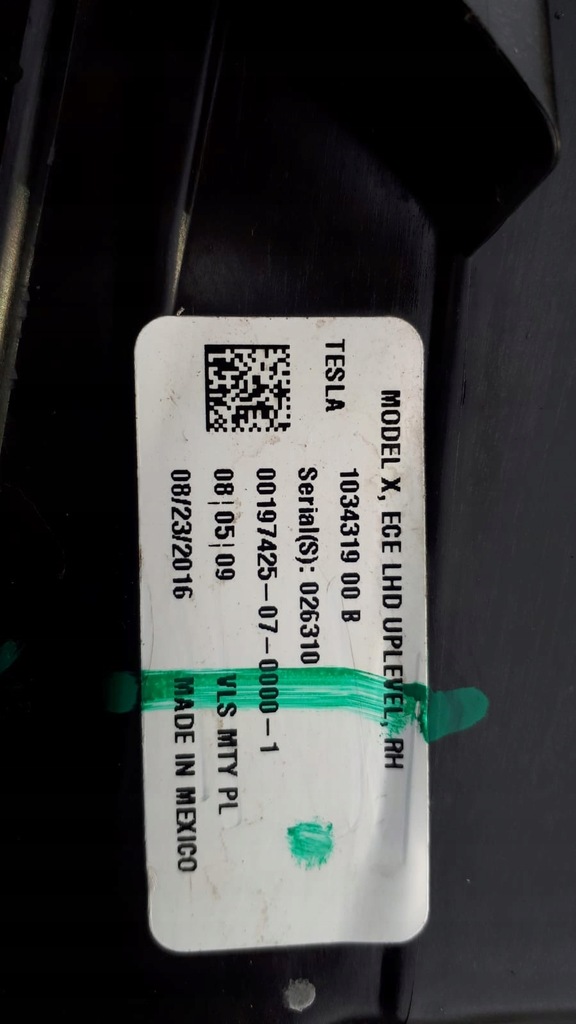 MODEL X, ECE LHD UPLEVEL, RH
TESLA 1034319 00 B
Serial(S): 026310
00197425-07-0000-1
08|05|09 VLS MTY PL
08/23/2016 MADE IN MEXICO